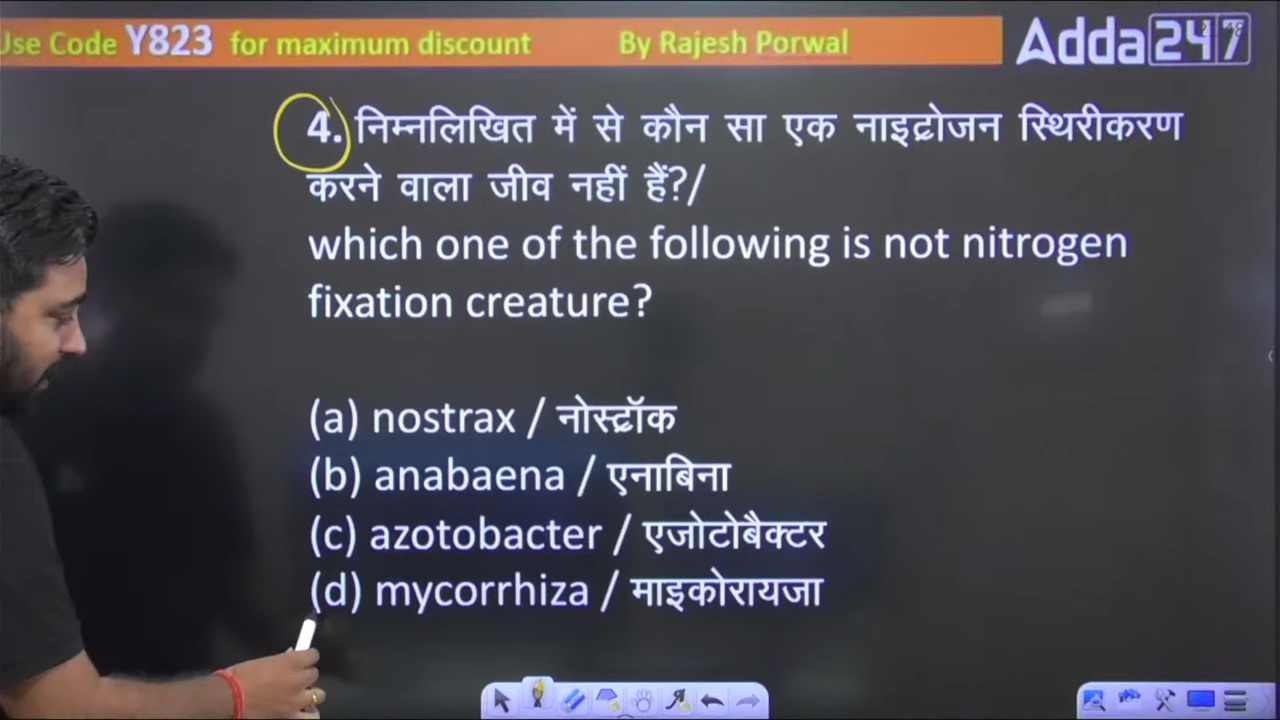 Use Code Y823 for maximum discount By Rajesh Porwal
Adda247
4. निम्नलिखित में से कौन सा एक नाइट्रोजन स्थिरीकरण
करने वाला जीव नहीं हैं?/
which one of the following is not nitrogen
fixation creature?
(a) nostrax / नोस्ट्रॉक
(b) anabaena / एनाबिना
(c) azotobacter / एजोटोबैक्टर
(d) mycorrhiza / माइकोरायजा